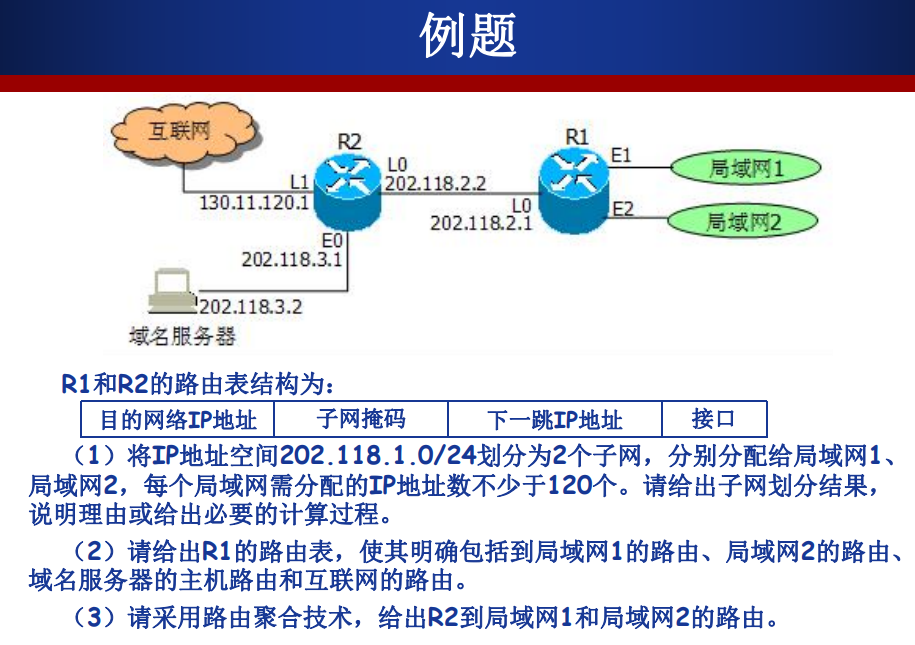 例题
互联网
R2
R1
E1
L0
局域网1
L1
202.118.2.2
130.11.120.1
L0
E2
202.118.2.1
局域网2
E0
202.118.3.1
202.118.3.2
域名服务器
R1和R2的路由表结构为：
目的网络IP地址 子网掩码 下一跳IP地址 接口
（1）将IP地址空间202.118.1.0/24划分为2个子网，分别分配给局域网1、
局域网2，每个局域网需分配的IP地址数不少于120个。请给出子网划分结果，
说明理由或给出必要的计算过程。
（2）请给出R1的路由表，使其明确包括到局域网1的路由、局域网2的路由、
域名服务器的主机路由和互联网的路由。
（3）请采用路由聚合技术，给出R2到局域网1和局域网2的路由。